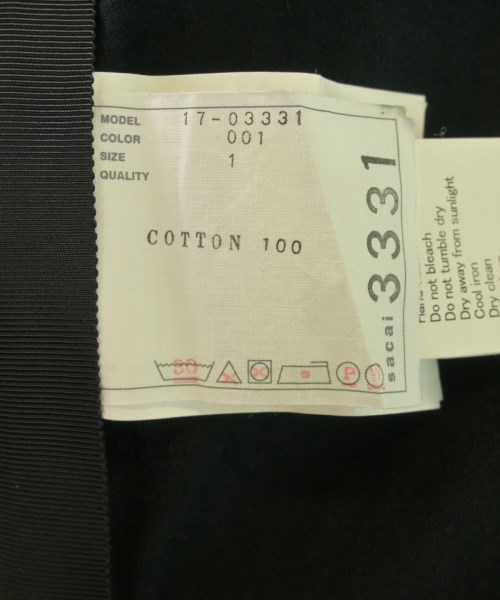 MODEL 17-03331
COLOR 001
SIZE 1
QUALITY
COTTON 100
30
P
sacai 3331
Do not bleach
Do not tumble dry
Dry away from sunlight
Cool iron
Dry clean